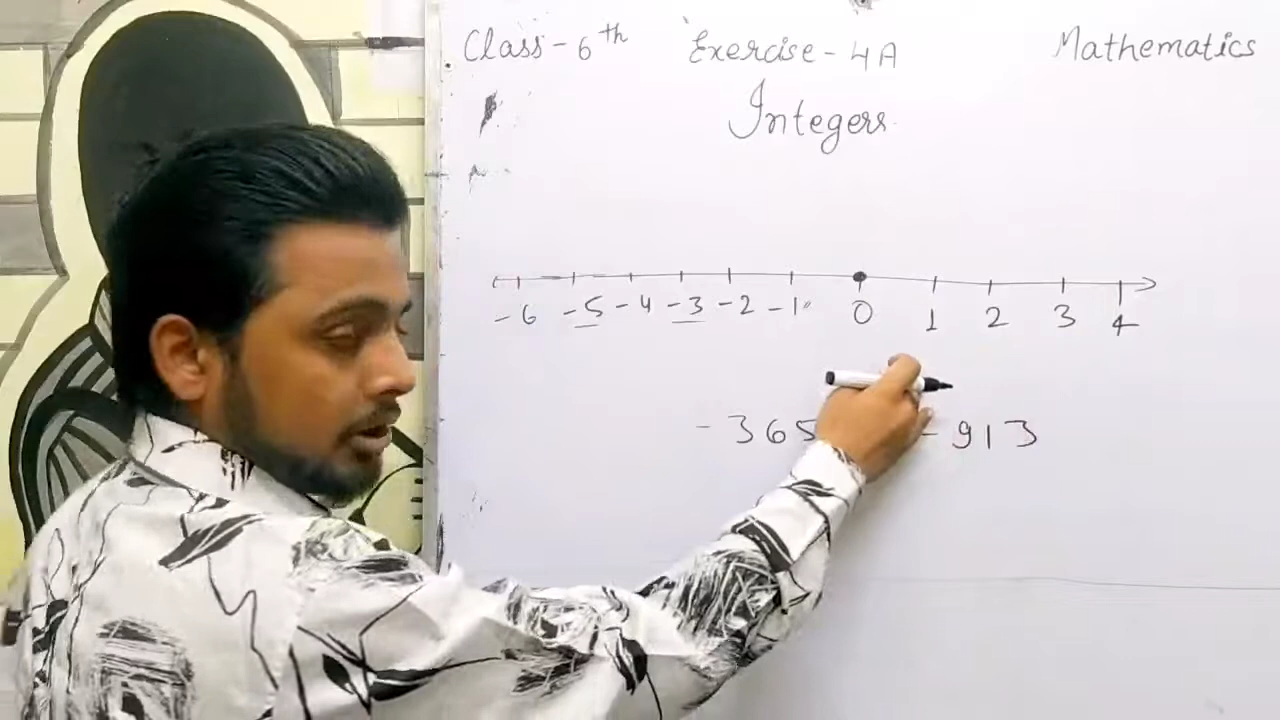 Class - 6th Exercise - 4A Mathematics
Integers
-6 -5 -4 -3 -2 -1 0 1 2 3 4
-365 -913